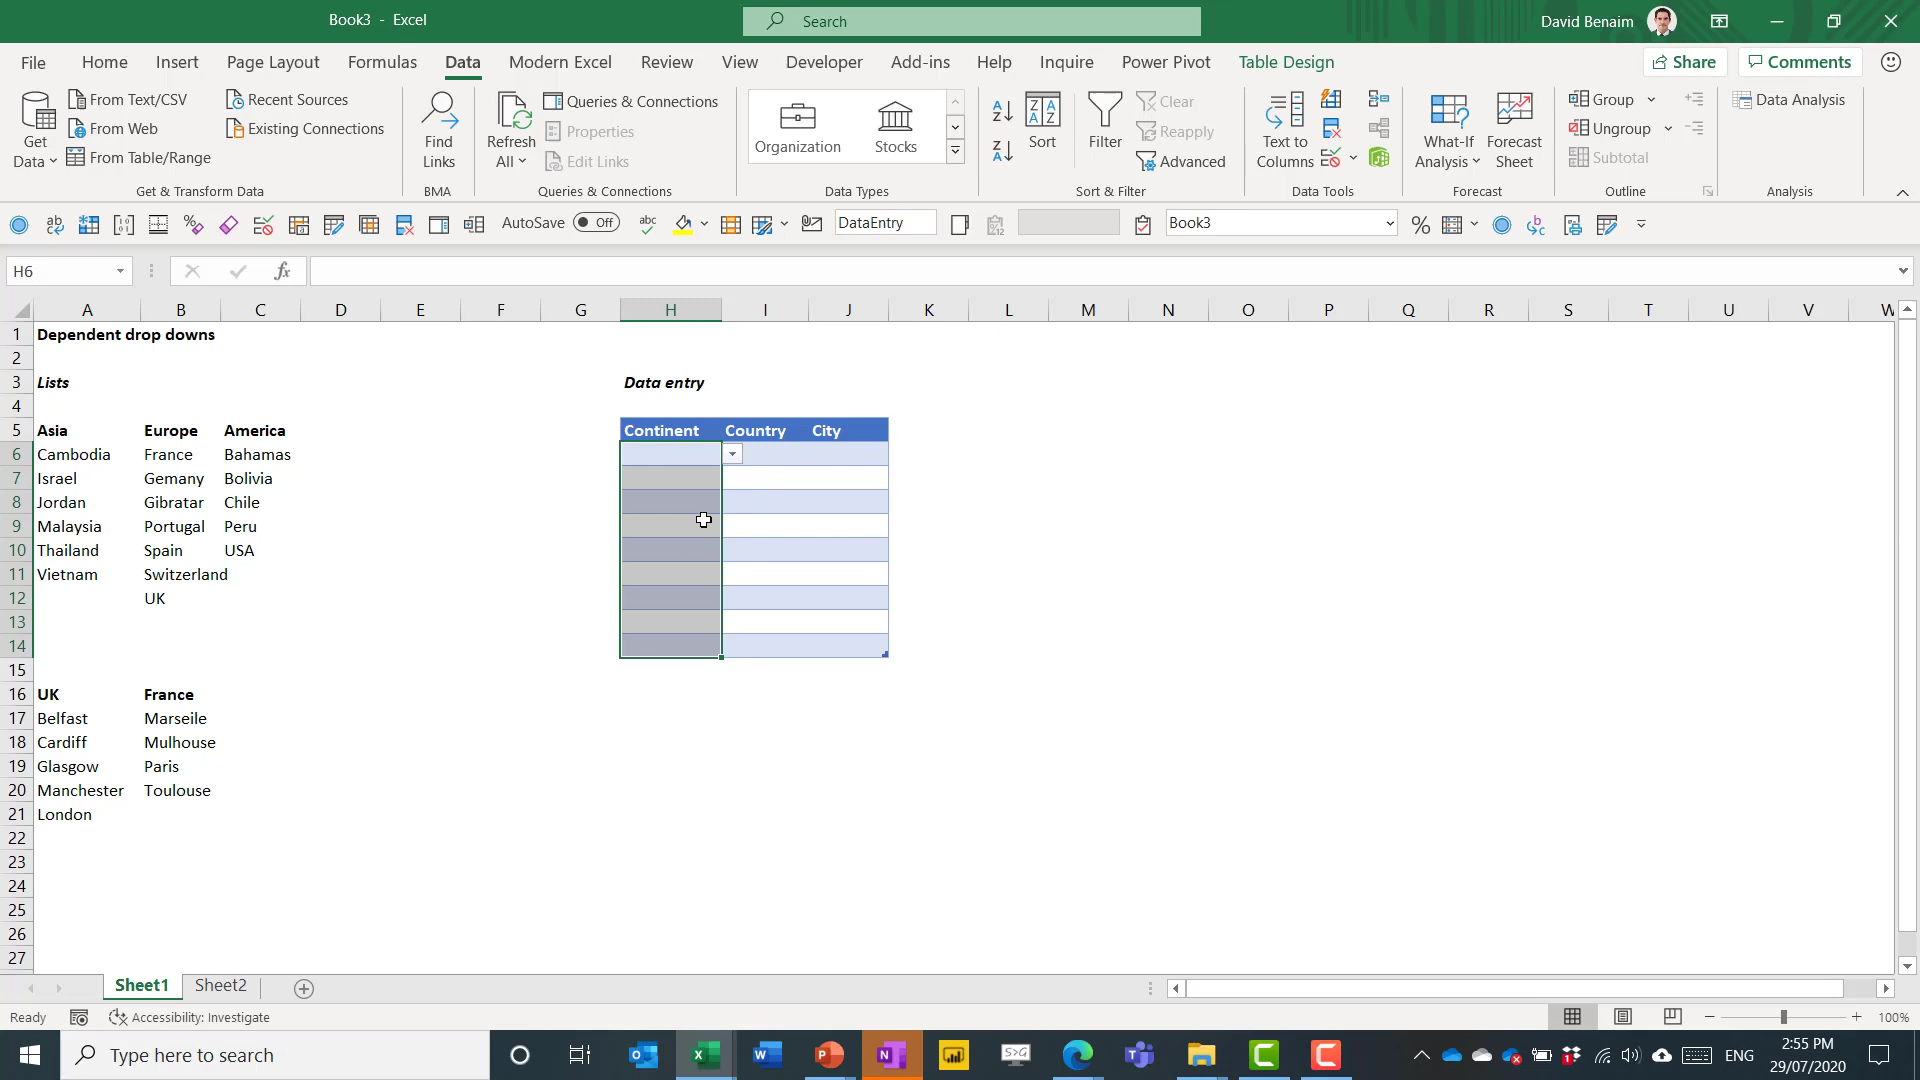 Book3 - Excel
Search
David Benaim
File Home Insert Page Layout Formulas Data Modern Excel Review View Developer Add-ins Help Inquire Power Pivot Table Design Share Comments
Get Data
From Text/CSV
From Web
From Table/Range
Recent Sources
Existing Connections
Get & Transform Data
Find Links
BMA
Refresh All
Queries & Connections
Properties
Edit Links
Queries & Connections
Organization
Stocks
Data Types
Sort
Filter
Clear
Reapply
Advanced
Sort & Filter
Text to Columns
Data Tools
What-If Analysis
Forecast Sheet
Forecast
Group
Ungroup
Subtotal
Outline
Data Analysis
Analysis
AutoSave Off DataEntry Book3
H6
A B C D E F G H I J K L M N O P Q R S T U V W
1 Dependent drop downs
2
3 Lists Data entry
4
5 Asia Europe America Continent Country City
6 Cambodia France Bahamas
7 Israel Gemany Bolivia
8 Jordan Gibratar Chile
9 Malaysia Portugal Peru
10 Thailand Spain USA
11 Vietnam Switzerland
12 UK
13
14
15
16 UK France
17 Belfast Marseile
18 Cardiff Mulhouse
19 Glasgow Paris
20 Manchester Toulouse
21 London
22
23
24
25
26
27
Sheet1 Sheet2
Ready Accessibility: Investigate 100%
Type here to search
ENG
2:55 PM
29/07/2020